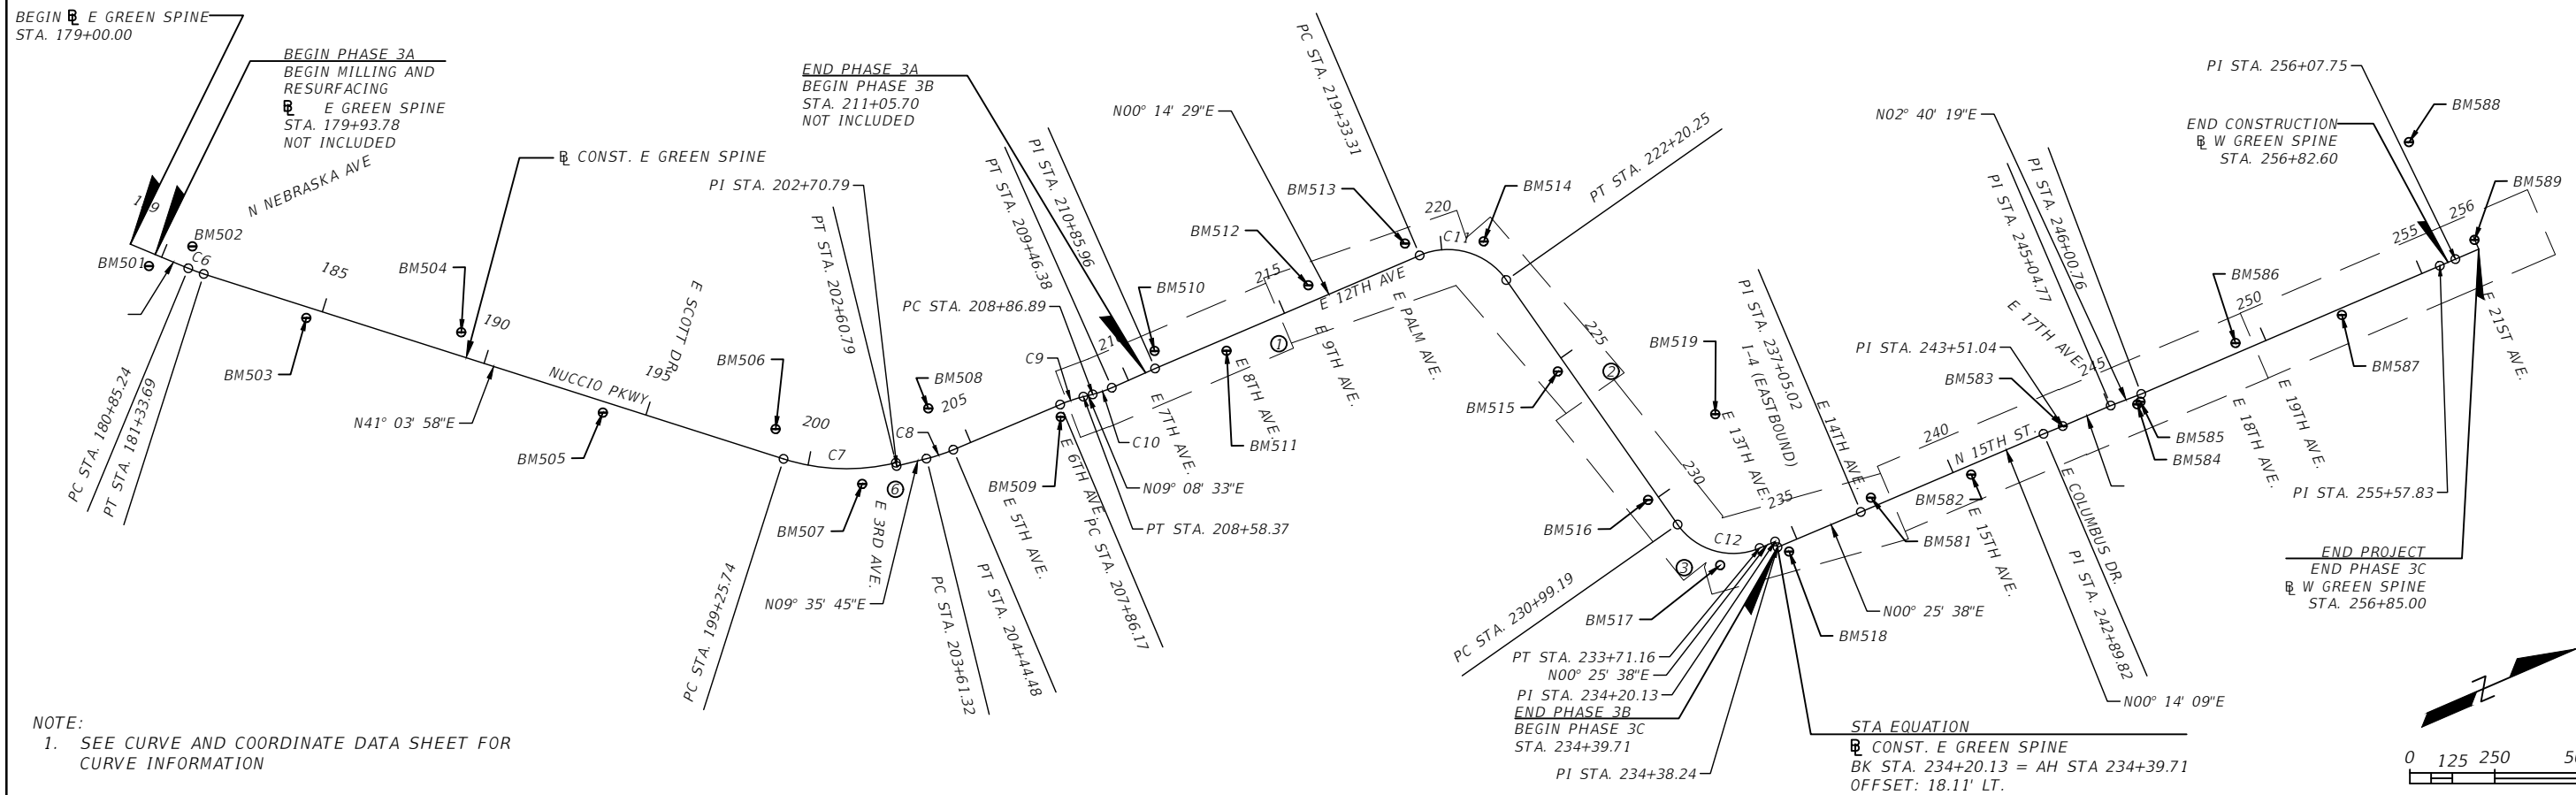 BEGIN ℄ E GREEN SPINE
STA. 179+00.00
BEGIN PHASE 3A
BEGIN MILLING AND
RESURFACING
℄ E GREEN SPINE
STA. 179+93.78
NOT INCLUDED
N NEBRASKA AVE
BM502
BM501
C6
PC STA. 180+85.24
PT STA. 181+33.69
185
BM503
BM504
℄ CONST. E GREEN SPINE
190
N41° 03' 58"E
NUCCIO PKWY
195
E SCOTT DR.
BM505
BM506
PC STA. 199+25.74
200
C7
PI STA. 202+70.79
PT STA. 202+60.79
BM507
6
E 3RD AVE.
N09° 35' 45"E
C8
BM508
205
PC STA. 203+61.32
PT STA. 204+44.48
E 5TH AVE.
END PHASE 3A
BEGIN PHASE 3B
STA. 211+05.70
NOT INCLUDED
PT STA. 209+46.38
PI STA. 210+85.96
PC STA. 208+86.89
C9
BM509
E 6TH AVE.
PC STA. 207+86.17
PT STA. 208+58.37
N09° 08' 33"E
C10
E 7TH AVE.
BM510
BM511
E 8TH AVE.
1
E 9TH AVE.
N00° 14' 29"E
BM512
215
E 12TH AVE
E PALM AVE.
BM513
PC STA. 219+33.31
220
C11
BM514
PT STA. 222+20.25
225
2
BM515
BM516
230
PC STA. 230+99.19
3
C12
BM517
PT STA. 233+71.16
N00° 25' 38"E
PI STA. 234+20.13
END PHASE 3B
BEGIN PHASE 3C
STA. 234+39.71
PI STA. 234+38.24
BM518
235
BM519
E 13TH AVE.
I-4 (EASTBOUND)
PI STA. 237+05.02
E 14TH AVE.
BM581
N00° 25' 38"E
STA EQUATION
℄ CONST. E GREEN SPINE
BK STA. 234+20.13 = AH STA 234+39.71
OFFSET: 18.11' LT.
240
BM582
E 15TH AVE.
N 15TH ST.
PI STA. 243+51.04
BM583
E COLUMBUS DR.
PI STA. 242+89.82
N00° 14' 09"E
N02° 40' 19"E
PI STA. 245+04.77
PI STA. 246+00.76
E 17TH AVE.
245
BM585
BM584
BM586
250
E 18TH AVE.
E 19TH AVE.
BM587
PI STA. 255+57.83
PI STA. 256+07.75
END CONSTRUCTION
℄ W GREEN SPINE
STA. 256+82.60
BM588
BM589
255
256
E 21ST AVE.
END PROJECT
END PHASE 3C
℄ W GREEN SPINE
STA. 256+85.00
NOTE:
1. SEE CURVE AND COORDINATE DATA SHEET FOR
CURVE INFORMATION
Z
0 125 250